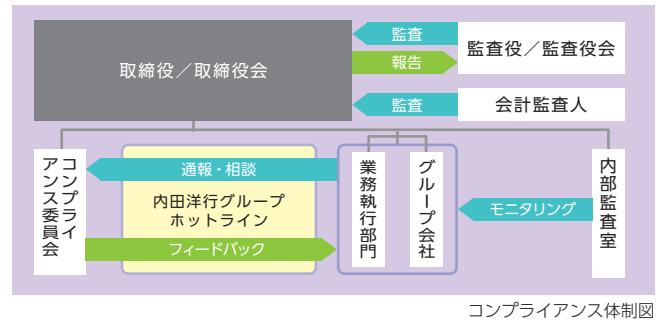 取締役／取締役会
監査
報告
監査役／監査役会
監査
会計監査人
コンプライ
アンス委員会
通報・相談
内田洋行グループ
ホットライン
フィードバック
業務執行部門
グループ会社
モニタリング
内部監査室
コンプライアンス体制図